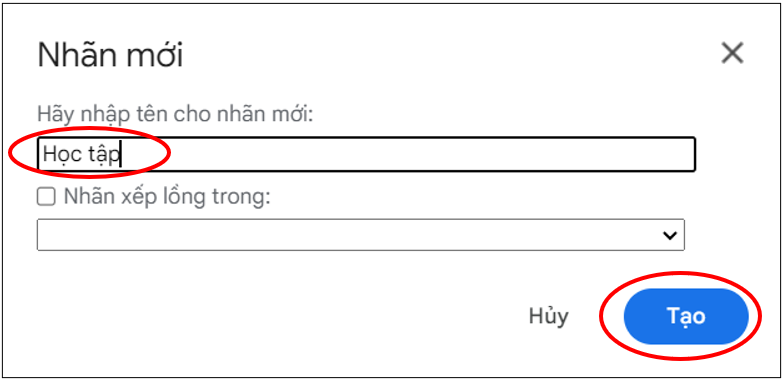 Nhãn mới
Hãy nhập tên cho nhãn mới:
Học tập
Nhãn xếp lồng trong:
Hủy
Tạo